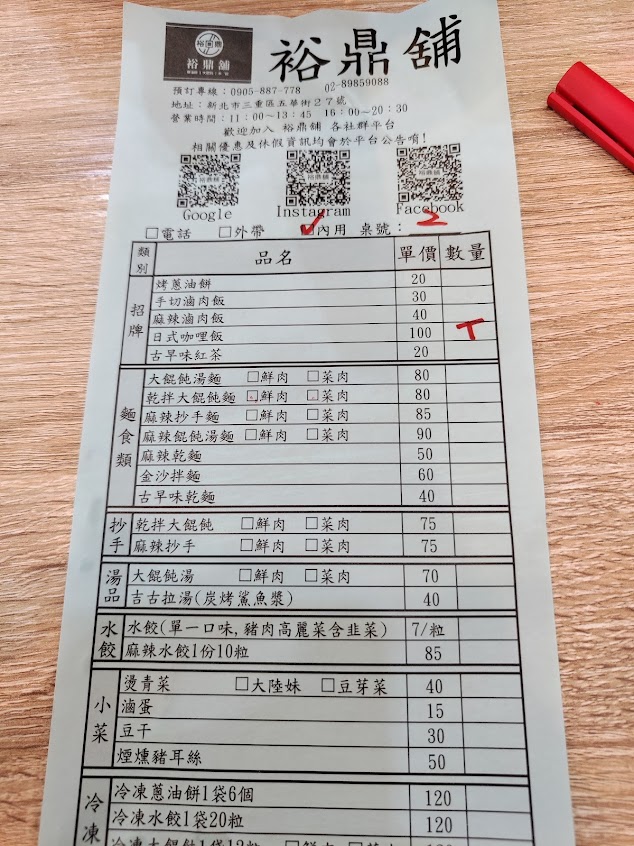 裕鼎舖
裕鼎舖
預訂專線：0905-887-778 02-89859088
地址：新北市三重區五華街27號
營業時間：11:00~13:45 16:00~20:30
歡迎加入 裕鼎舖 各社群平台
相關優惠及休假資訊均會於平台公告唷!
Google Instagram Facebook
□電話 □外帶 ☑內用 桌號：2
類別 品名 單價 數量
招牌
烤蔥油餅 20
手切滷肉飯 30
麻辣滷肉飯 40
日式咖哩飯 100 T
古早味紅茶 20
麵食類
大餛飩湯麵 □鮮肉 □菜肉 80
乾拌大餛飩麵 □鮮肉 □菜肉 80
麻辣抄手麵 □鮮肉 □菜肉 85
麻辣餛飩湯麵 □鮮肉 □菜肉 90
麻辣乾麵 50
金沙拌麵 60
古早味乾麵 40
抄手
乾拌大餛飩 □鮮肉 □菜肉 75
麻辣抄手 □鮮肉 □菜肉 75
湯品
大餛飩湯 □鮮肉 □菜肉 70
吉古拉湯(炭烤鯊魚漿) 40
水餃
水餃(單一口味,豬肉高麗菜含韭菜) 7/粒
麻辣水餃1份10粒 85
小菜
燙青菜 □大陸妹 □豆芽菜 40
滷蛋 15
豆干 30
煙燻豬耳絲 50
冷凍
冷凍蔥油餅1袋6個 120
冷凍水餃1袋20粒 120